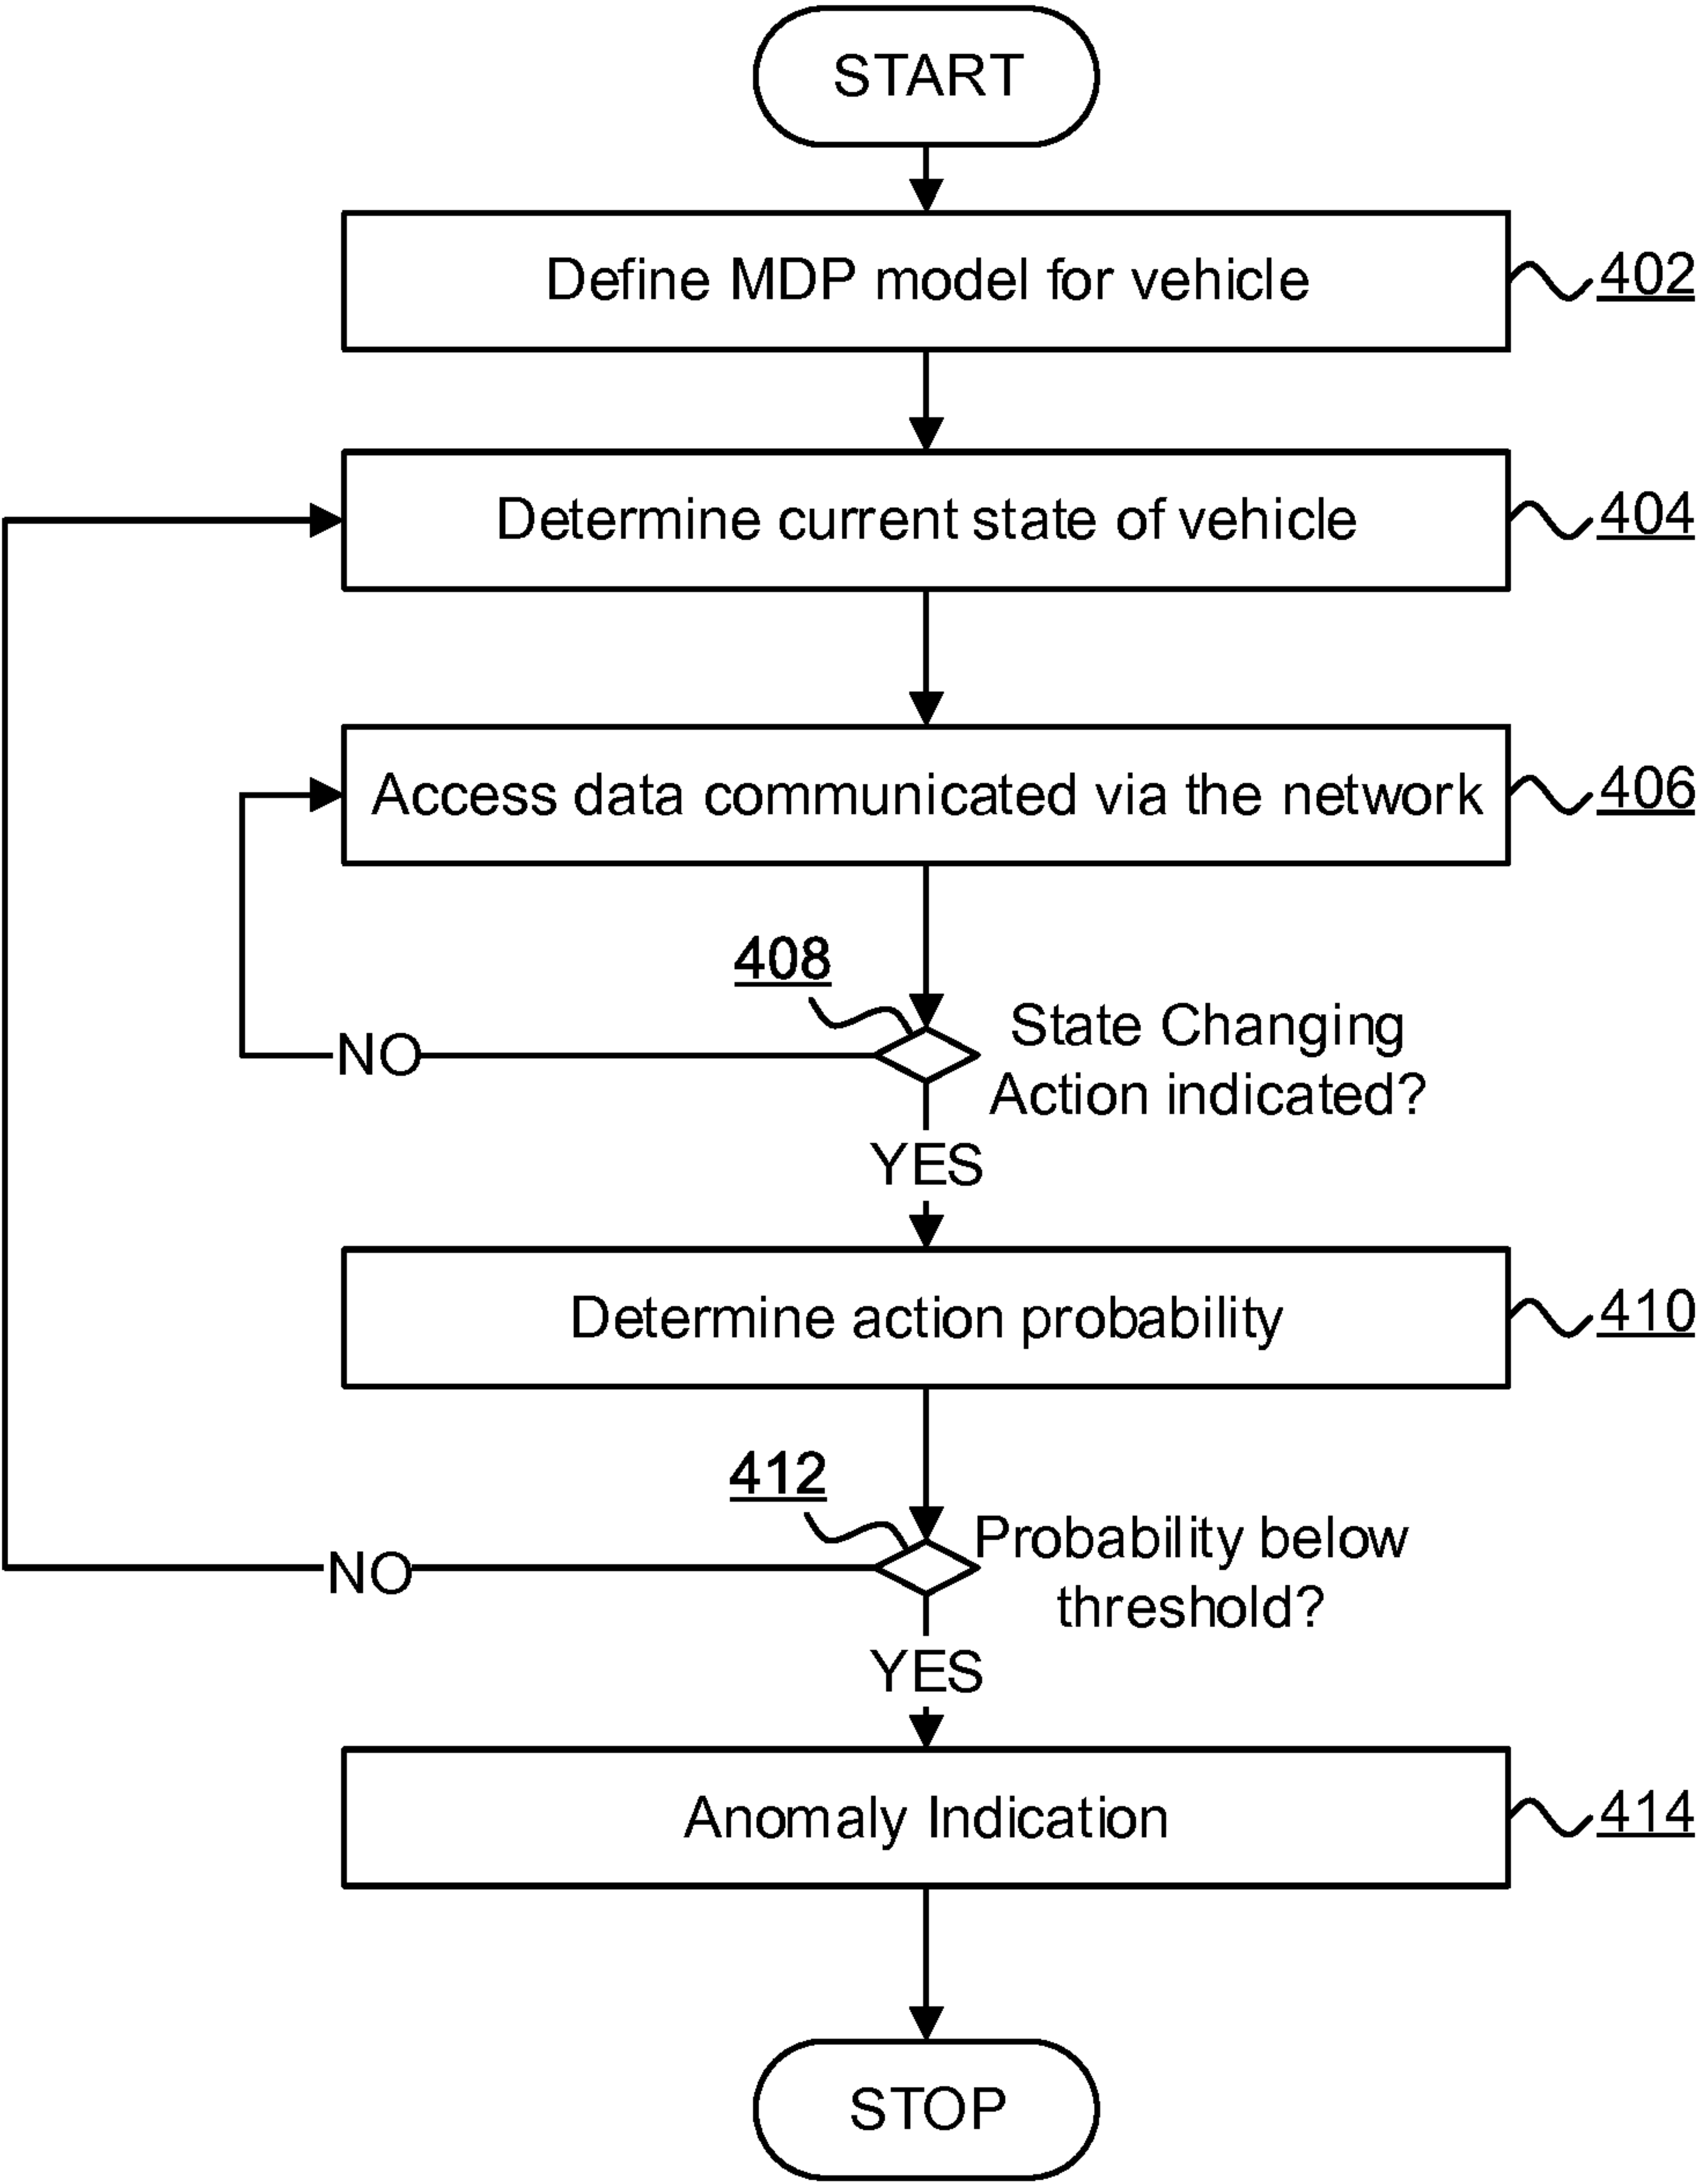 START
Define MDP model for vehicle
402
Determine current state of vehicle
404
Access data communicated via the network
406
408
State Changing
Action indicated?
NO
YES
Determine action probability
410
412
Probability below
threshold?
NO
YES
Anomaly Indication
414
STOP